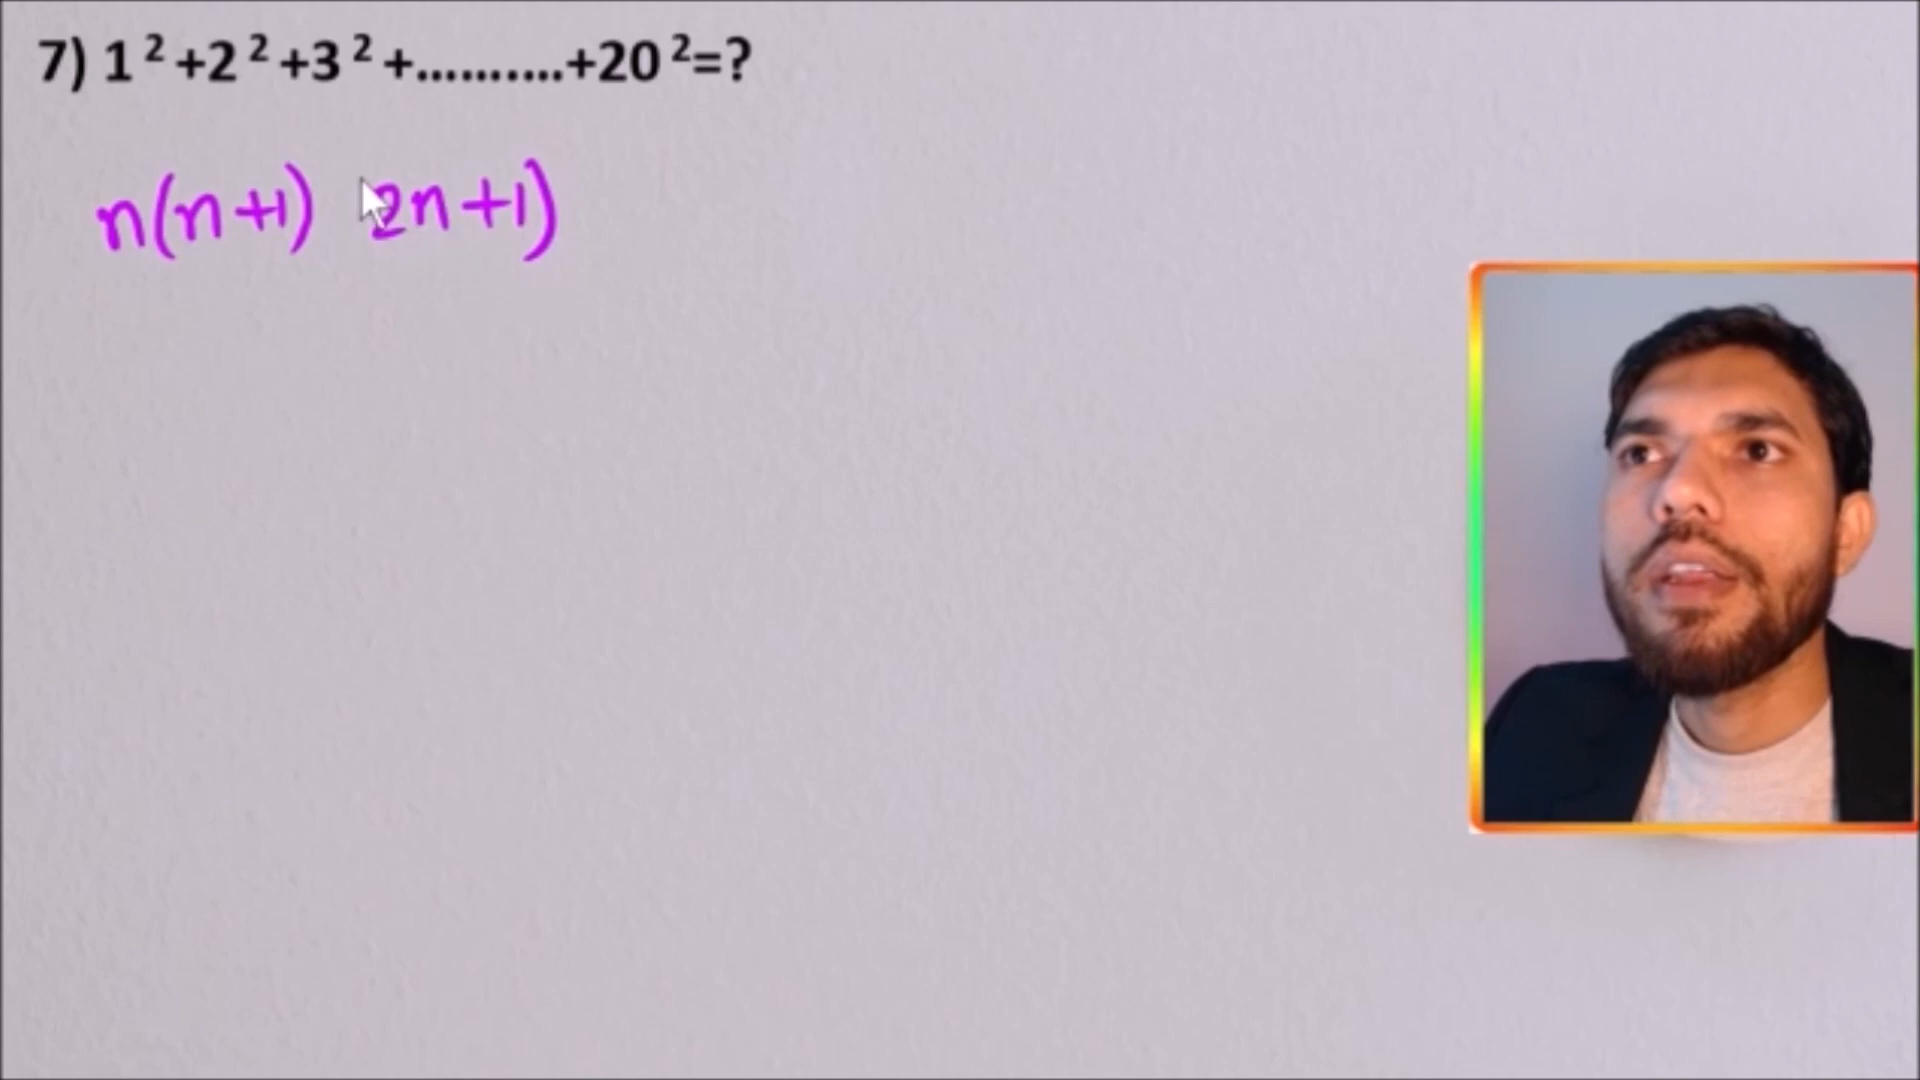 7) 1²+2²+3²+..........+20²=?
n(n+1) 2n+1)